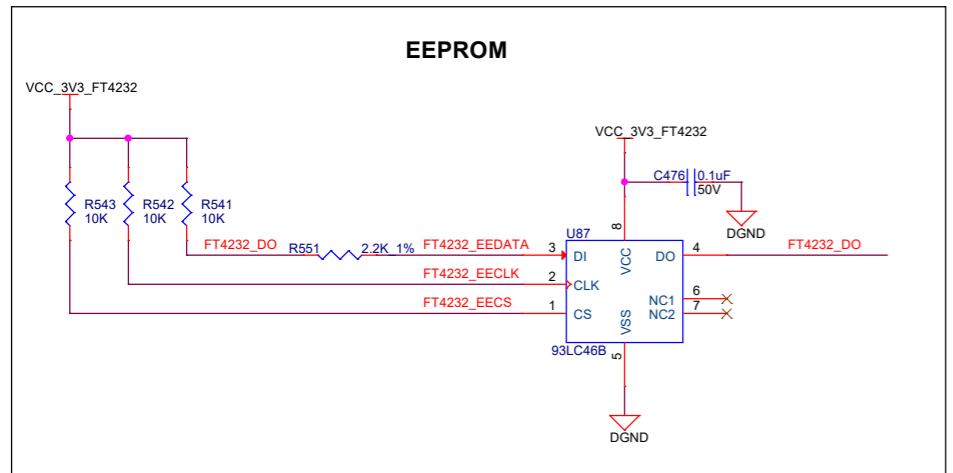 EEPROM
VCC_3V3_FT4232
VCC_3V3_FT4232
C476
0.1uF
50V
DGND
R543
10K
R542
10K
R541
10K
FT4232_DO
R551
2.2K_1%
FT4232_EEDATA
FT4232_EECLK
FT4232_EECS
U87
8
VCC
3
DI
2
CLK
1
CS
DO
4
FT4232_DO
NC1
6
NC2
7
VSS
5
93LC46B
DGND